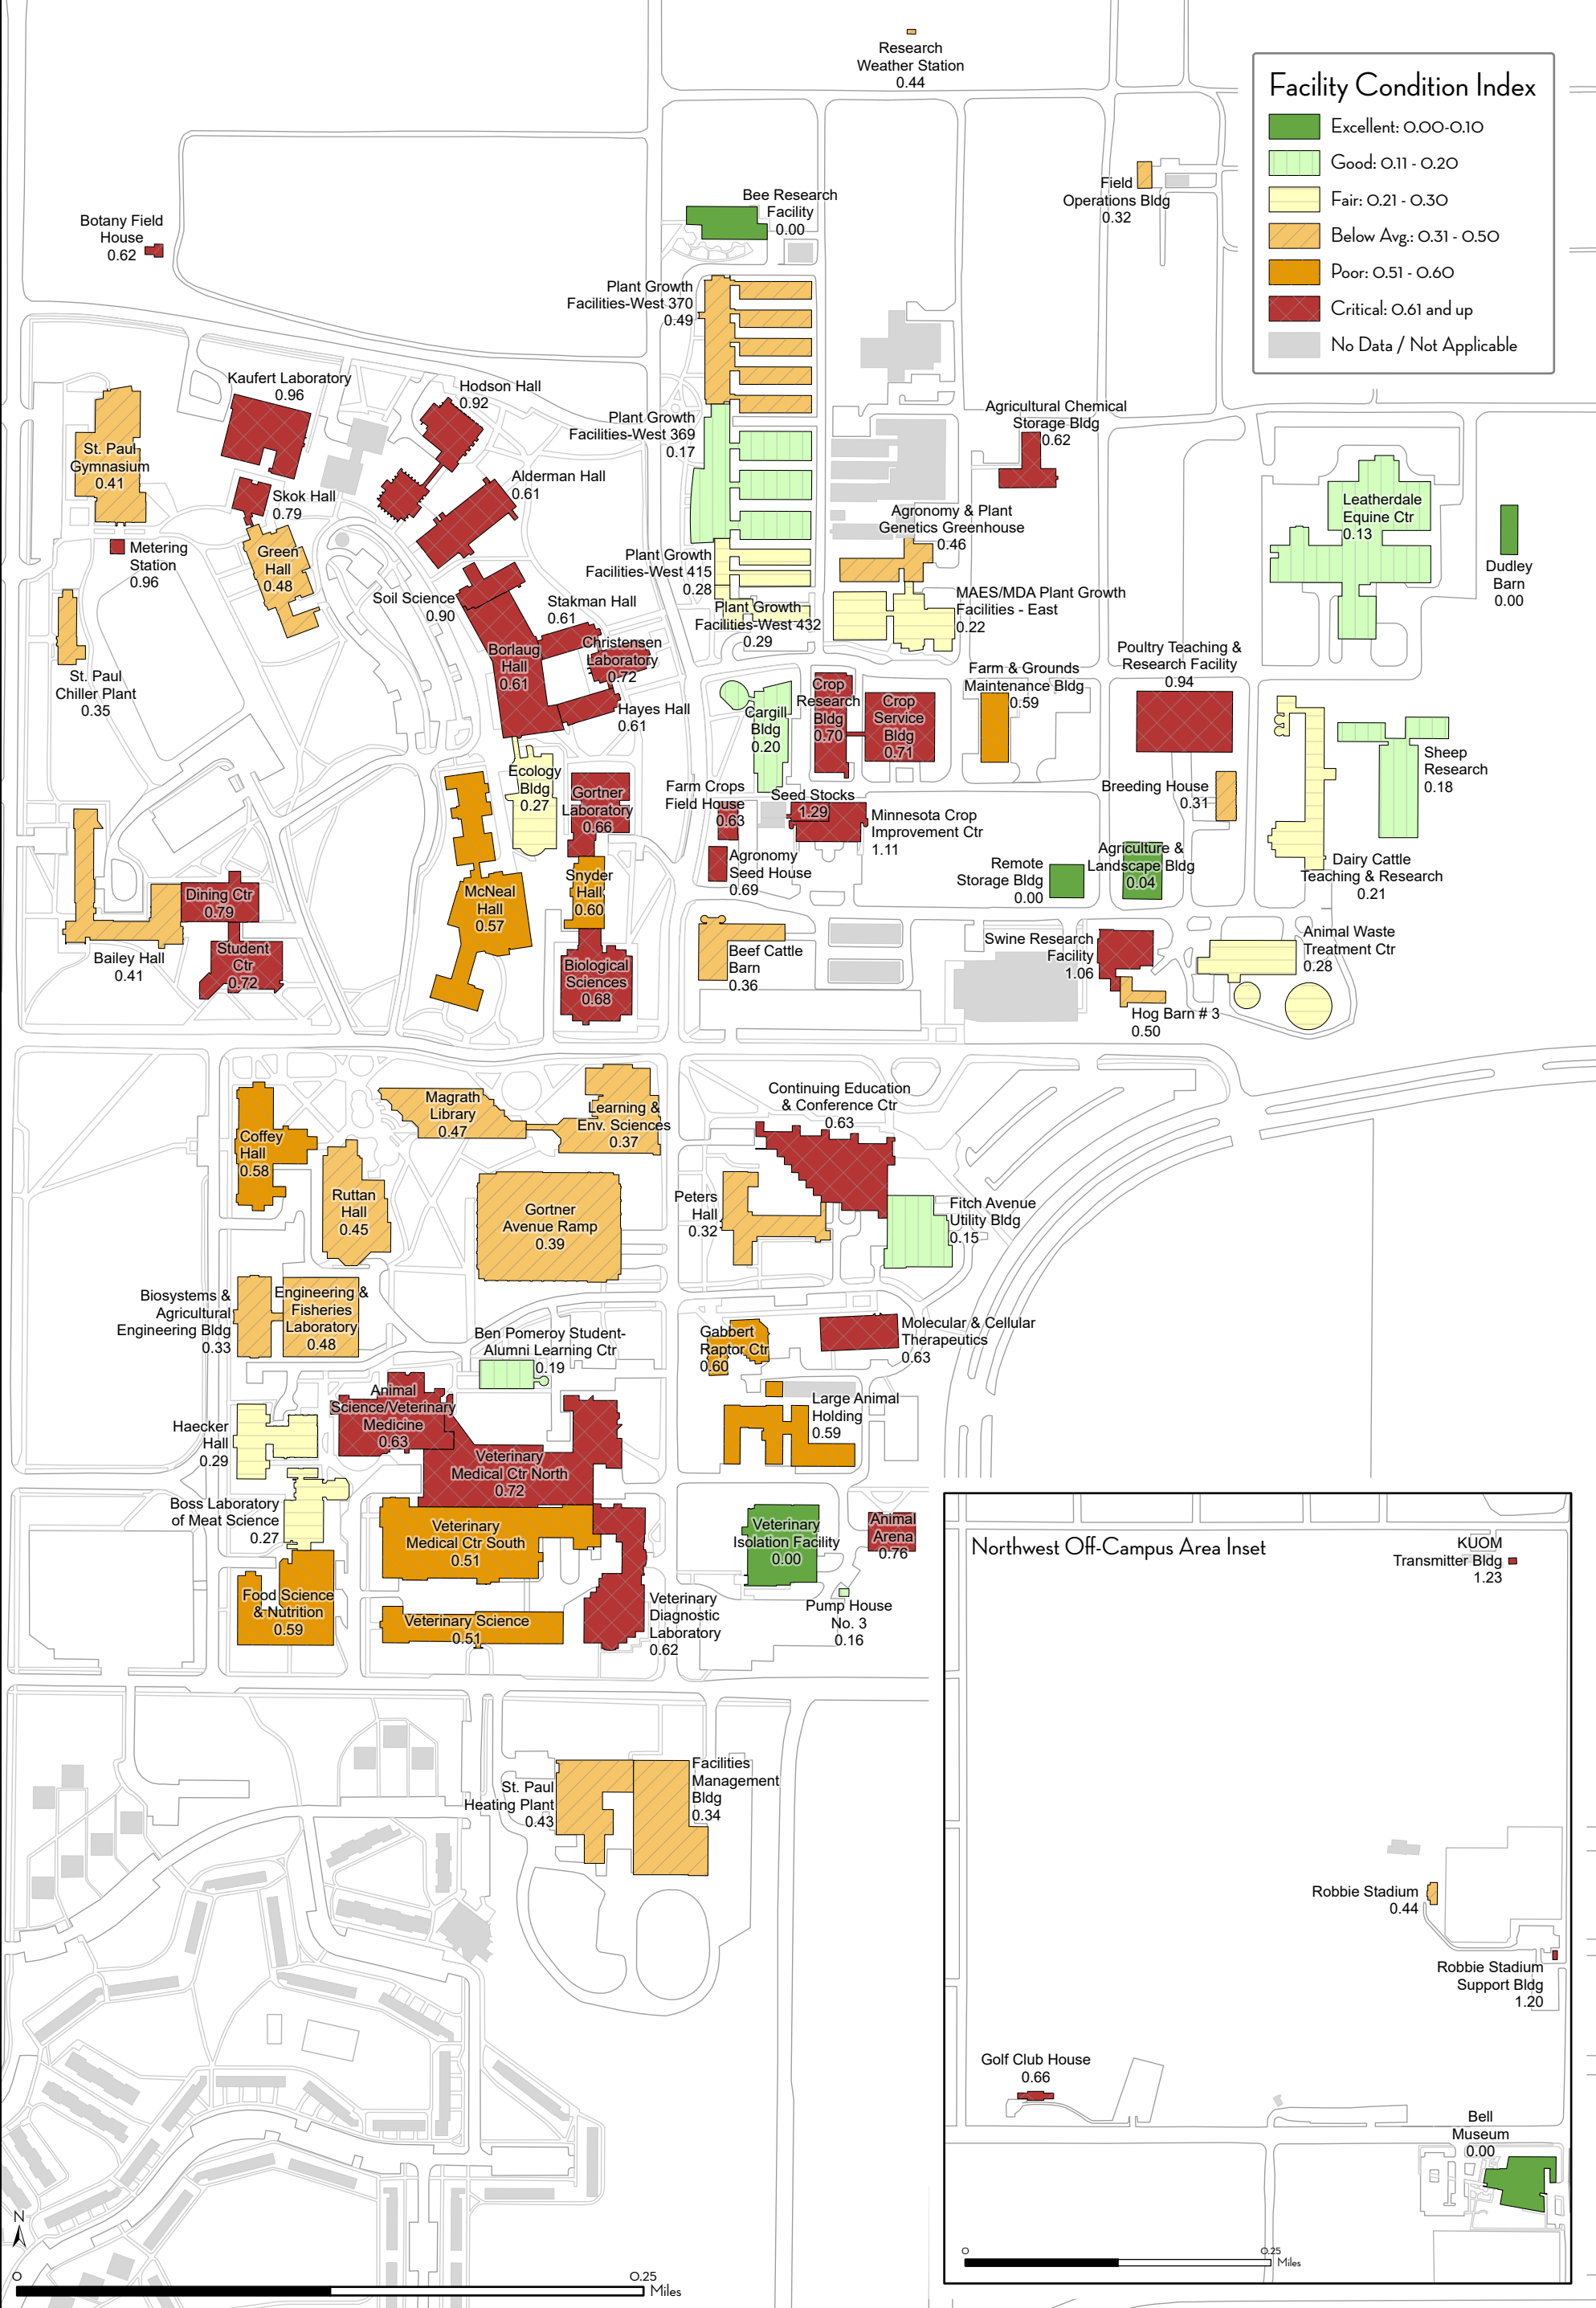 Research
Weather Station
0.44
Facility Condition Index
Excellent: 0.00-0.10
Good: 0.11 - 0.20
Fair: 0.21 - 0.30
Below Avg.: 0.31 - 0.50
Poor: 0.51 - 0.60
Critical: 0.61 and up
No Data / Not Applicable
Field
Operations Bldg
0.32
Bee Research
Facility
0.00
Botany Field
House
0.62
Plant Growth
Facilities-West 370
0.49
Kaufert Laboratory
0.96
Hodson Hall
0.92
Plant Growth
Facilities-West 369
0.17
Agricultural Chemical
Storage Bldg
0.62
St. Paul
Gymnasium
0.41
Skok Hall
0.79
Alderman Hall
0.61
Leatherdale
Equine Ctr
0.13
Agronomy & Plant
Genetics Greenhouse
0.46
Metering
Station
0.96
Green
Hall
0.48
Plant Growth
Facilities-West 415
0.28
Dudley
Barn
0.00
Soil Science
0.90
Stakman Hall
0.61
Plant Growth
Facilities-West 432
0.29
MAES/MDA Plant Growth
Facilities - East
0.22
St. Paul
Chiller Plant
0.35
Borlaug
Hall
0.61
Christensen
Laboratory
0.72
Hayes Hall
0.61
Poultry Teaching &
Research Facility
0.94
Farm & Grounds
Maintenance Bldg
0.59
Cargill
Bldg
0.20
Crop
Research
Bldg
0.70
Crop
Service
Bldg
0.71
Ecology
Bldg
0.27
Gortner
Laboratory
0.66
Farm Crops
Field House
0.63
Seed Stocks
1.29
Minnesota Crop
Improvement Ctr
1.11
Breeding House
0.31
Sheep
Research
0.18
Agronomy
Seed House
0.69
Remote
Storage Bldg
0.00
Agriculture &
Landscape Bldg
0.04
Dairy Cattle
Teaching & Research
0.21
Dining Ctr
0.79
McNeal
Hall
0.57
Snyder
Hall
0.60
Bailey Hall
0.41
Student
Ctr
0.72
Biological
Sciences
0.68
Beef Cattle
Barn
0.36
Swine Research
Facility
1.06
Animal Waste
Treatment Ctr
0.28
Hog Barn # 3
0.50
Coffey
Hall
0.58
Magrath
Library
0.47
Learning &
Env. Sciences
0.37
Continuing Education
& Conference Ctr
0.63
Ruttan
Hall
0.45
Gortner
Avenue Ramp
0.39
Peters
Hall
0.32
Fitch Avenue
Utility Bldg
0.15
Biosystems &
Agricultural
Engineering Bldg
0.33
Engineering &
Fisheries
Laboratory
0.48
Ben Pomeroy Student-
Alumni Learning Ctr
0.19
Gabbert
Raptor Ctr
0.60
Molecular & Cellular
Therapeutics
0.63
Animal
Science/Veterinary
Medicine
0.63
Large Animal
Holding
0.59
Haecker
Hall
0.29
Veterinary
Medical Ctr North
0.72
Boss Laboratory
of Meat Science
0.27
Veterinary
Medical Ctr South
0.51
Veterinary
Isolation Facility
0.00
Animal
Arena
0.76
Food Science
& Nutrition
0.59
Veterinary Science
0.51
Veterinary
Diagnostic
Laboratory
0.62
Pump House
No. 3
0.16
St. Paul
Heating Plant
0.43
Facilities
Management
Bldg
0.34
Northwest Off-Campus Area Inset
KUOM
Transmitter Bldg
1.23
Robbie Stadium
0.44
Robbie Stadium
Support Bldg
1.20
Golf Club House
0.66
Bell
Museum
0.00
0 0.25
Miles
N
0 0.25
Miles